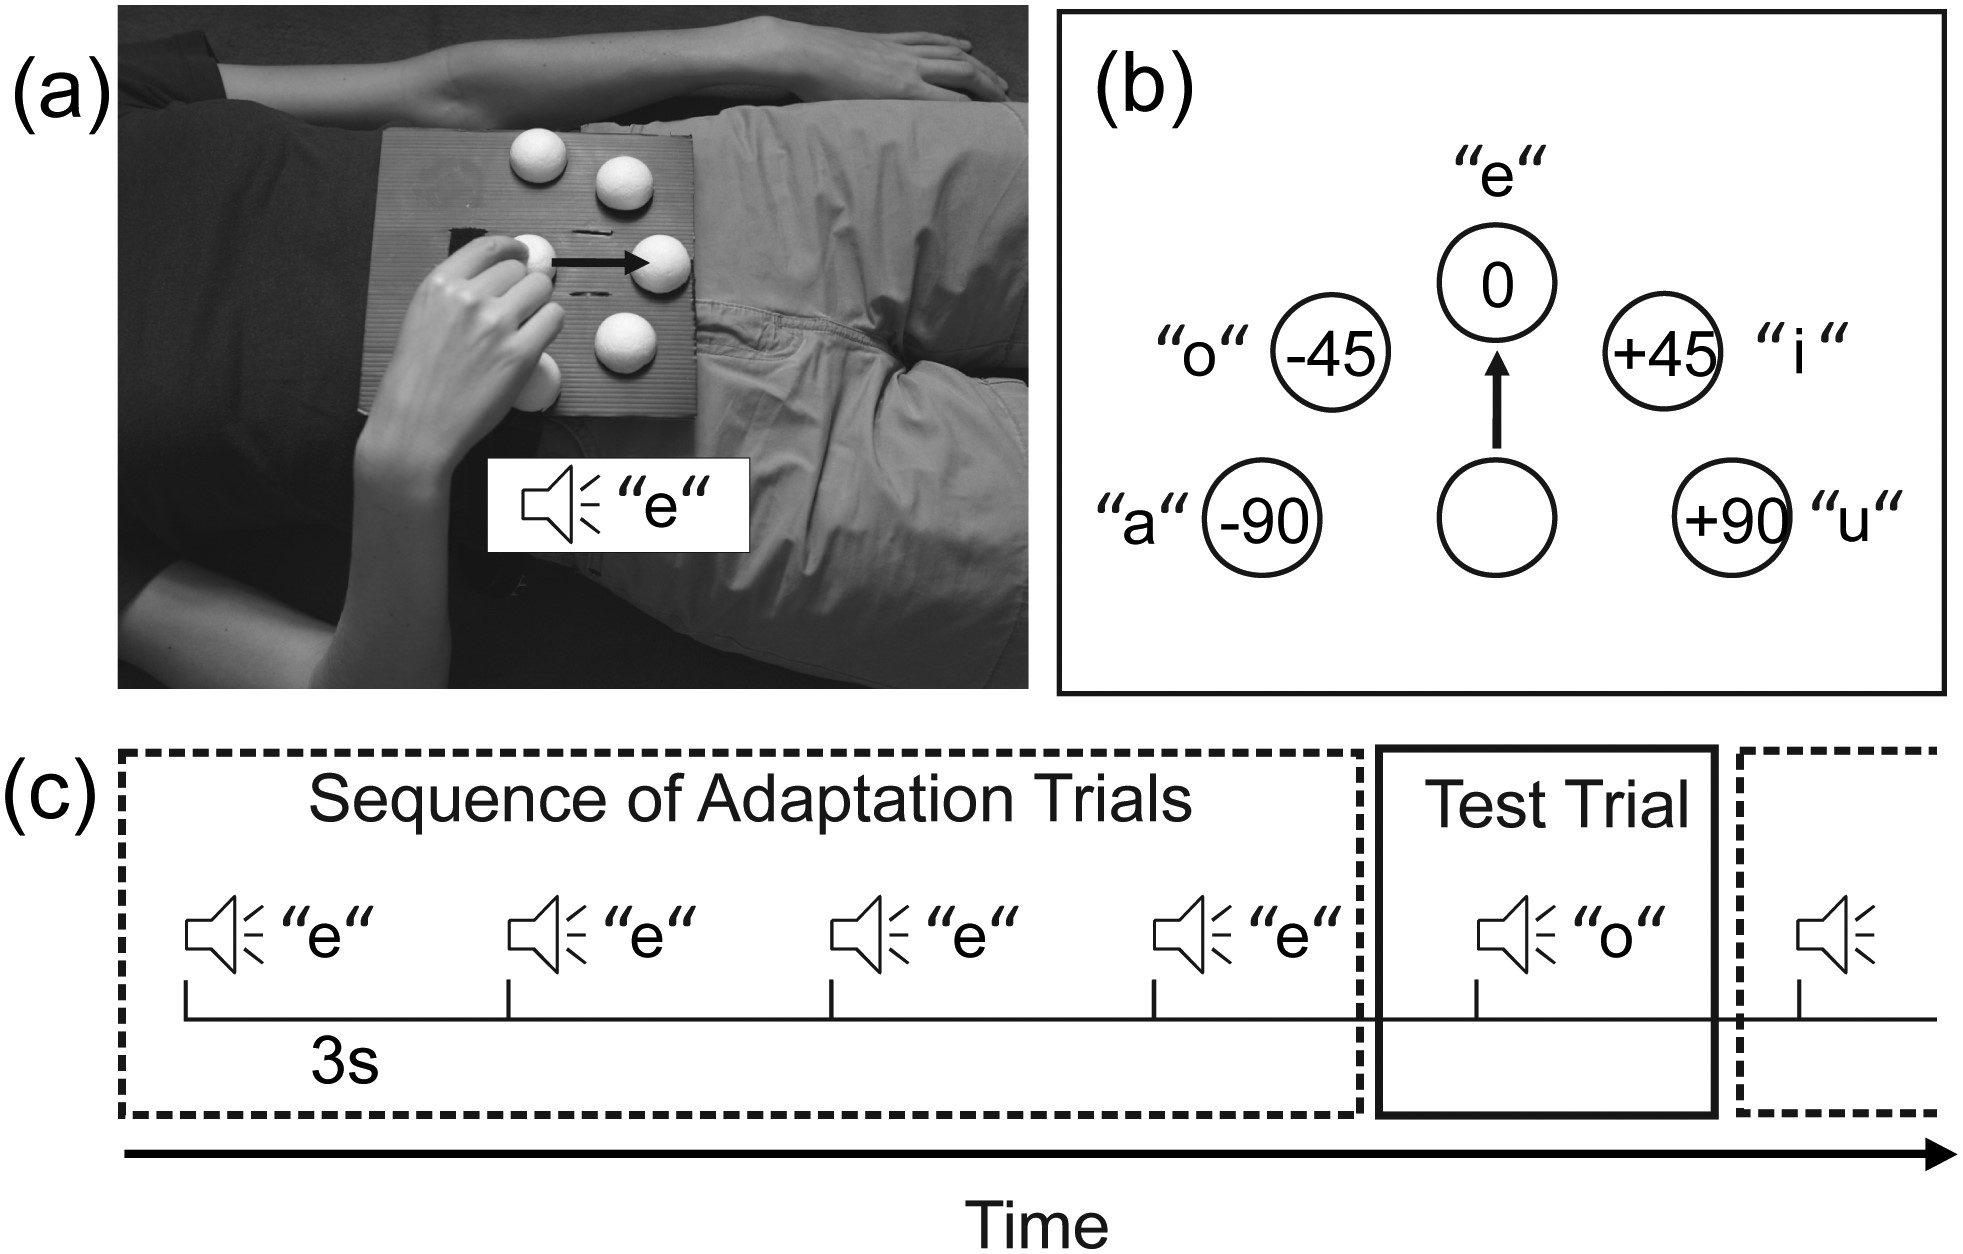 (a)
“e“
(b)
“e“
0
“o“ -45 +45 “i“
“a“ -90 +90 “u“
(c)
Sequence of Adaptation Trials Test Trial
“e“ “e“ “e“ “e“ “o“
3s
Time